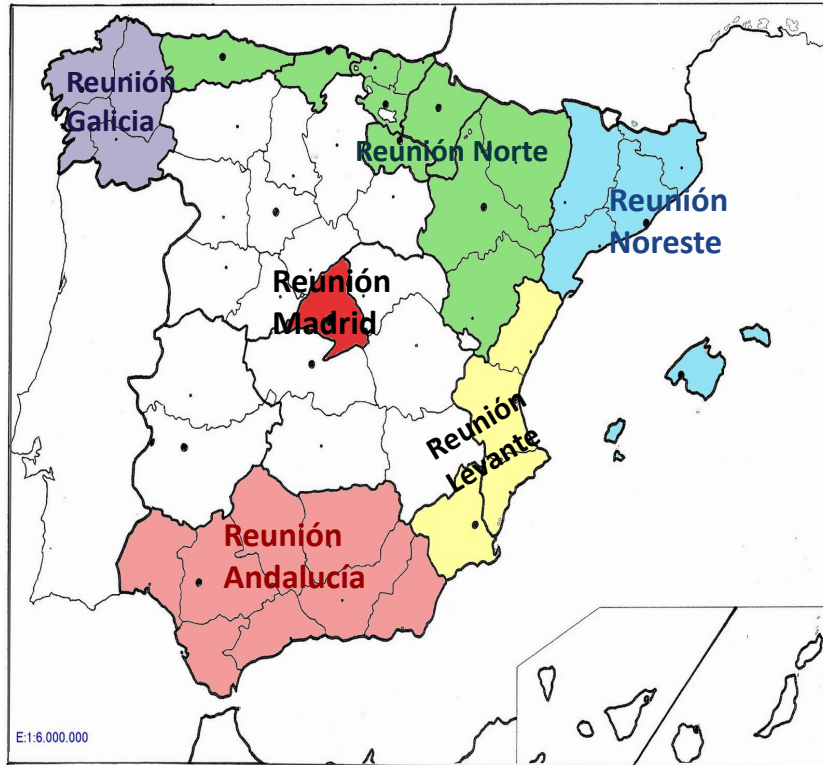 Reunión
Galicia
Reunión Norte
Reunión
Noreste
Reunión
Madrid
Reunión
Levante
Reunión
Andalucía
E:1:6.000.000